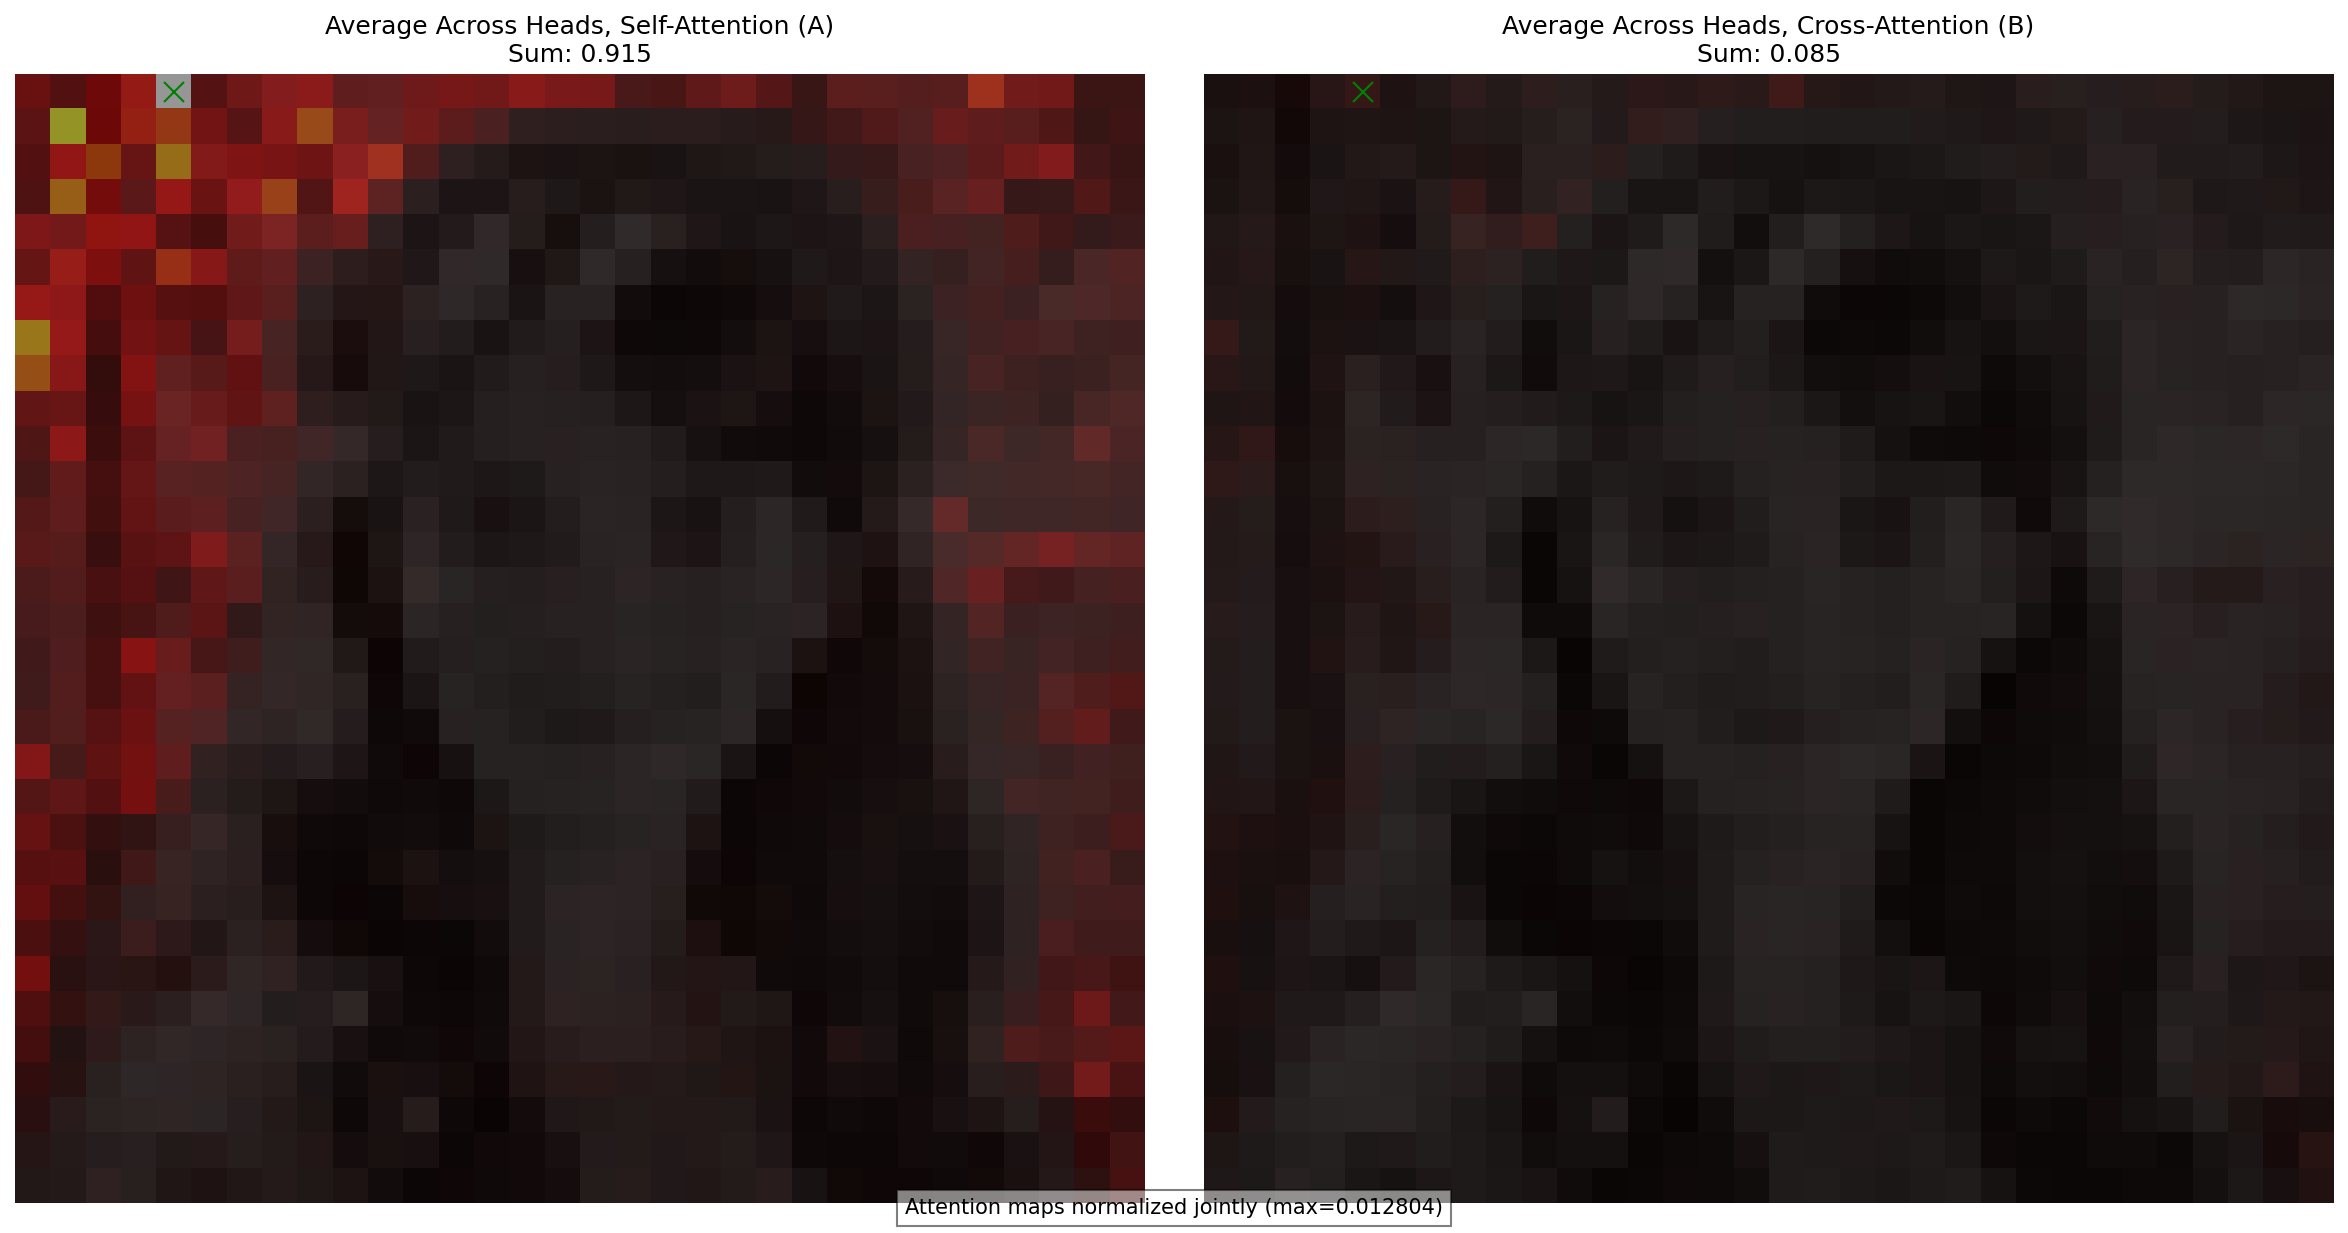 Average Across Heads, Self-Attention (A)
Sum: 0.915
Average Across Heads, Cross-Attention (B)
Sum: 0.085
Attention maps normalized jointly (max=0.012804)